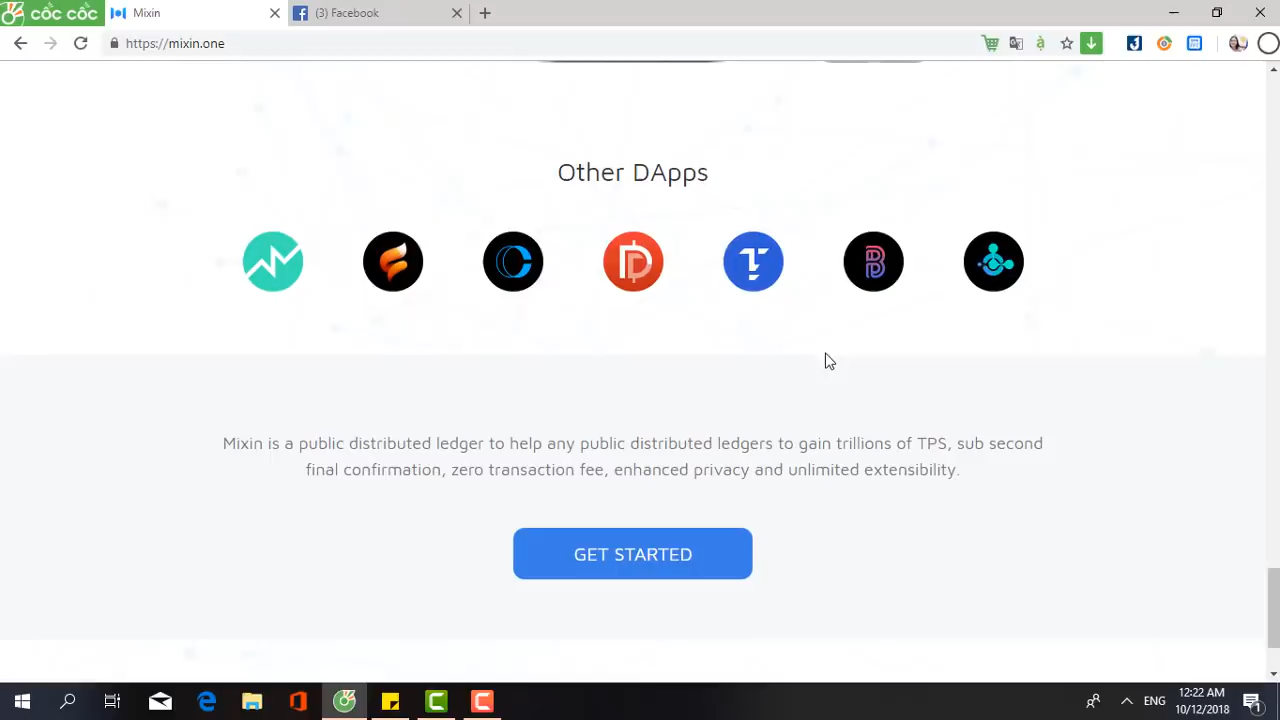 cốc cốc
Mixin
(3) Facebook
https://mixin.one
Other DApps
Mixin is a public distributed ledger to help any public distributed ledgers to gain trillions of TPS, sub second
final confirmation, zero transaction fee, enhanced privacy and unlimited extensibility.
GET STARTED
ENG
12:22 AM
10/12/2018
1